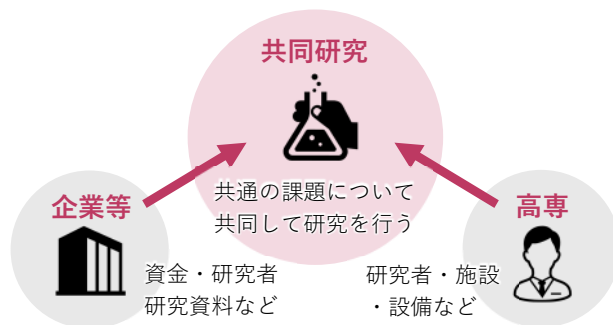 共同研究
共通の課題について
共同して研究を行う
企業等
資金・研究者
研究資料など
高専
研究者・施設
・設備など